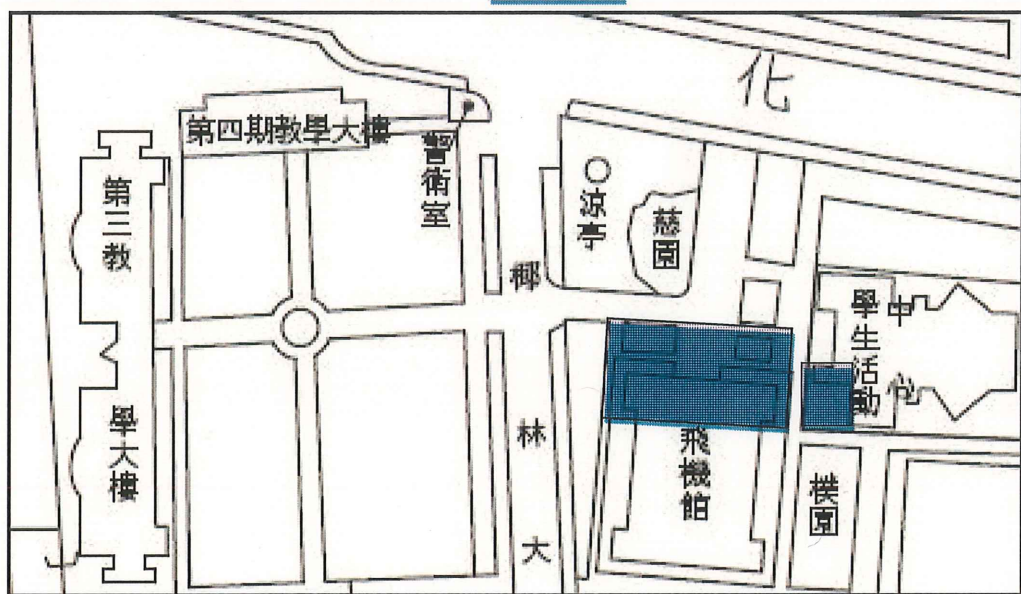 化
第四期教學大樓
警衛室
第三教
學大樓
涼亭
慈園
椰
林
大
飛機館
學生活動
中
心
樸園